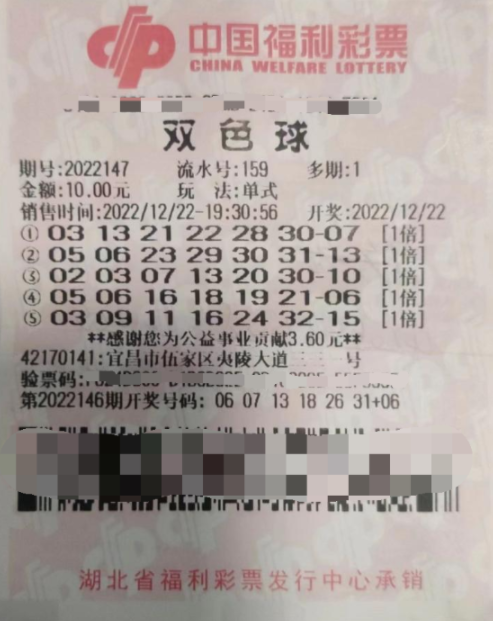 中国福利彩票
CHINA WELFARE LOTTERY
双色球
期号:2022147 流水号:159 多期:1
金额:10.00元 玩 法:单式
销售时间:2022/12/22-19:30:56 开奖:2022/12/22
① 03 13 21 22 28 30-07 [1倍]
② 05 06 23 29 30 31-13 [1倍]
③ 02 03 07 13 20 30-10 [1倍]
④ 05 06 16 18 19 21-06 [1倍]
⑤ 03 09 11 16 24 32-15 [1倍]
**感谢您为公益事业贡献3.60元**
42170141:宜昌市伍家区夷陵大道三三一号
验票码:
第2022146期开奖号码: 06 07 13 18 26 31+06
湖北省福利彩票发行中心承销